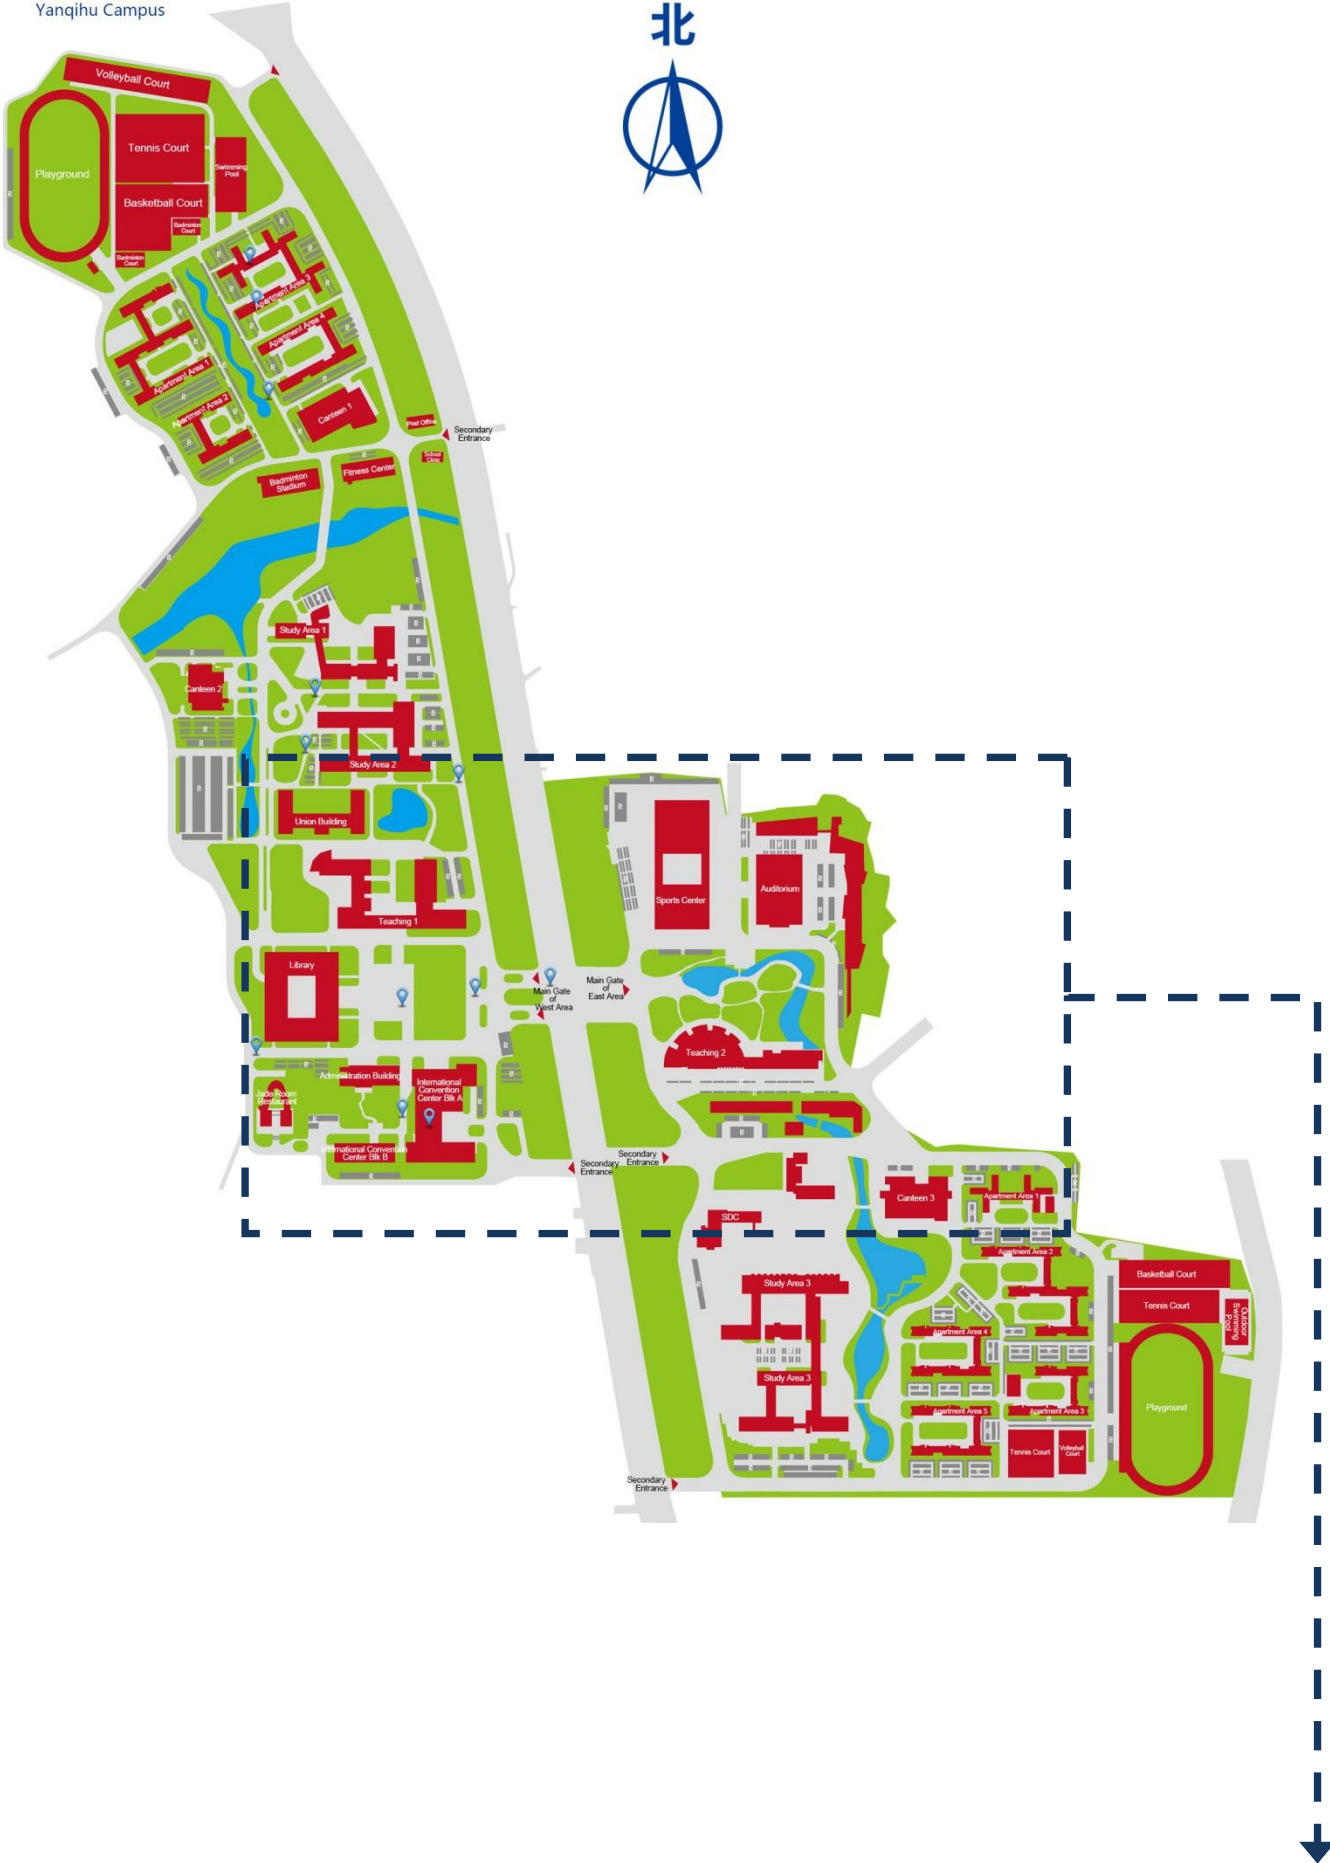 Yanqihu Campus
北
Volleyball Court
Tennis Court
Swimming
Pool
Playground
Basketball Court
Badminton
Court
Badminton
Court
Apartment Area 3
Apartment Area 4
Apartment Area 1
Apartment Area 2
Canteen 1
Post Office
Secondary
Entrance
School
Clinic
Fitness Center
Badminton
Stadium
Study Area 1
Canteen 2
Study Area 2
Union Building
Teaching 1
Sports Center
Auditorium
Library
Main Gate
of
West Area
Main Gate
of
East Area
Teaching 2
Administration Building
International
Convention
Center Blk A
Jade Room
Restaurant
International Convention
Center Blk B
Secondary
Entrance
Secondary
Entrance
Canteen 3
Apartment Area 1
SDC
Apartment Area 2
Basketball Court
Study Area 3
Tennis Court
Outdoor
Swimming
Pool
Apartment Area 4
Study Area 3
Apartment Area 5
Apartment Area 3
Playground
Tennis Court
Volleyball
Court
Secondary
Entrance